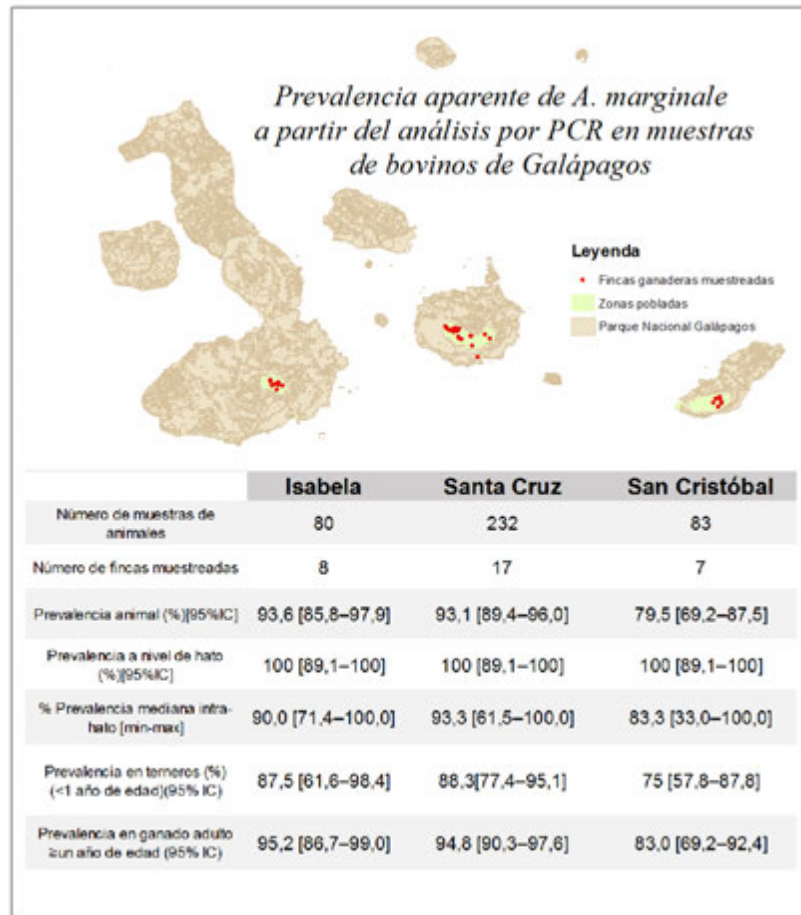 Prevalencia aparente de A. marginale
a partir del análisis por PCR en muestras
de bovinos de Galápagos
Leyenda
Fincas ganaderas muestreadas
Zonas pobladas
Parque Nacional Galápagos
Isabela Santa Cruz San Cristóbal
Número de muestras de
animales
80 232 83
Número de fincas muestreadas 8 17 7
Prevalencia animal (%)[95%IC] 93,6 [85,8–97,9] 93,1 [89,4–96,0] 79,5 [69,2–87,5]
Prevalencia a nivel de hato
(%)[95%IC]
100 [89,1–100] 100 [89,1–100] 100 [89,1–100]
% Prevalencia mediana intra-
hato [min-max]
90,0 [71,4–100,0] 93,3 [61,5–100,0] 83,3 [33,0–100,0]
Prevalencia en terneros (%)
(<1 año de edad)(95% IC)
87,5 [61,6–98,4] 88,3[77,4–95,1] 75 [57,8–87,8]
Prevalencia en ganado adulto
≥un año de edad (95% IC)
95,2 [86,7–99,0] 94,8 [90,3–97,6] 83,0 [69,2–92,4]